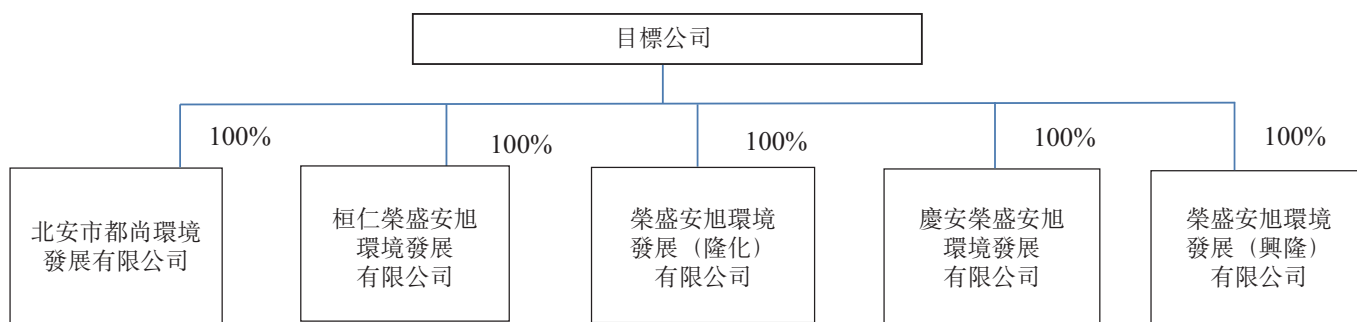 目標公司
100%
100%
100%
100%
100%
北安市都尚環境
發展有限公司
桓仁榮盛安旭
環境發展
有限公司
榮盛安旭環境
發展（隆化）
有限公司
慶安榮盛安旭
環境發展
有限公司
榮盛安旭環境
發展（興隆）
有限公司